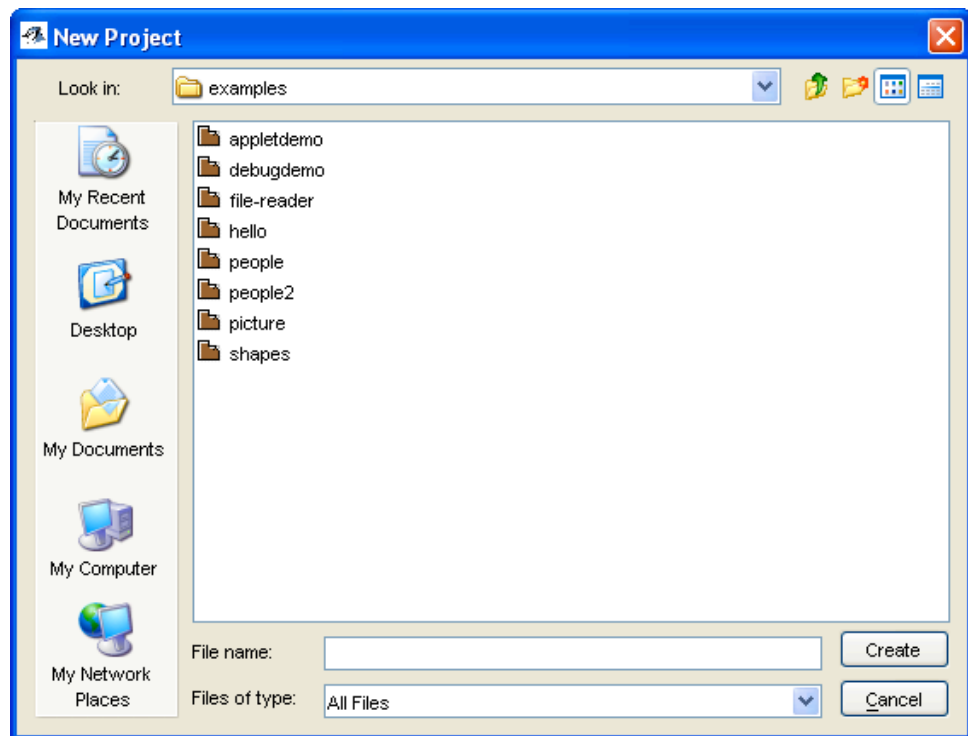 New Project
Look in:
examples
My Recent
Documents
Desktop
My Documents
My Computer
My Network
Places
appletdemo
debugdemo
file-reader
hello
people
people2
picture
shapes
File name:
Create
Files of type:
All Files
Cancel